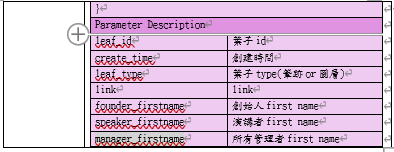 }
Parameter Description
leaf_id 葉子 id
create_time 創建時間
leaf_type 葉子 type(筆跡 or 圖層)
link link
founder_firstname 創始人 first name
speaker_firstname 演講者 first name
manager_firstname 所有管理者 first name